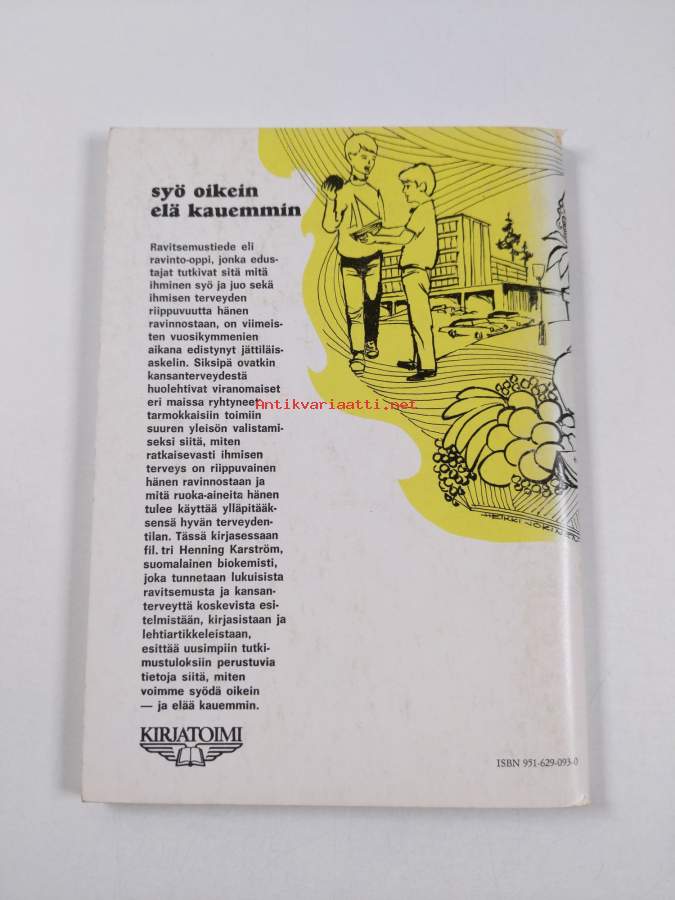 syö oikein
elä kauemmin
Ravitsemustiede eli
ravinto-oppi, jonka edus-
tajat tutkivat sitä mitä
ihminen syö ja juo sekä
ihmisen terveyden
riippuvuutta hänen
ravinnostaan, on viimeis-
ten vuosikymmenien
aikana edistynyt jättiläis-
askelin. Siksipä ovatkin
kansanterveydestä
huolehtivat viranomaiset
eri maissa ryhtyneet
tarmokkaisiin toimiin
suuren yleisön valistami-
seksi siitä, miten
ratkaisevasti ihmisen
terveys on riippuvainen
hänen ravinnostaan ja
mitä ruoka-aineita hänen
tulee käyttää ylläpitääk-
sensä hyvän terveyden-
tilan. Tässä kirjasessaan
fil. tri Henning Karström,
suomalainen biokemisti,
joka tunnetaan lukuisista
ravitsemusta ja kansan-
terveyttä koskevista esi-
telmistään, kirjasistaan ja
lehtiartikkeleistaan,
esittää uusimpiin tutki-
mustuloksiin perustuvia
tietoja siitä, miten
voimme syödä oikein
— ja elää kauemmin.
Antikvariaatti.net
HEIKKI JOKINEN
KIRJATOIMI
ISBN 951-629-093-0